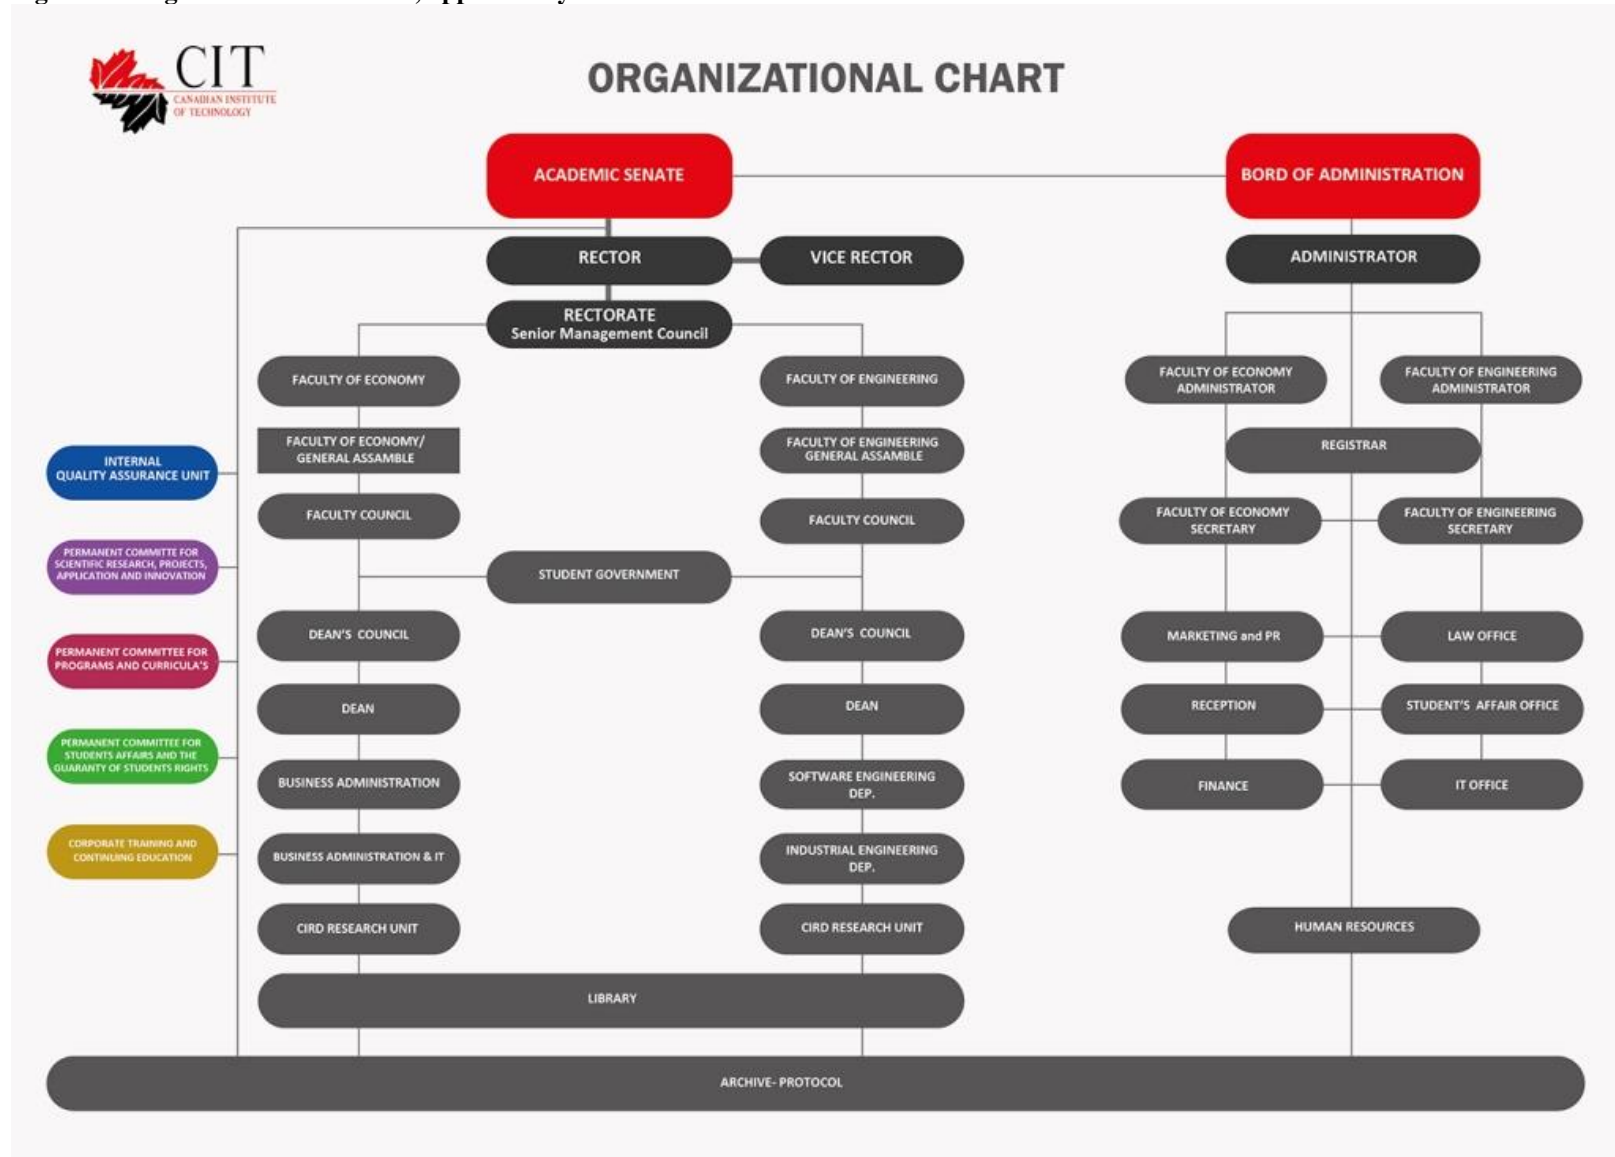 CIT
CANADIAN INSTITUTE
OF TECHNOLOGY
ORGANIZATIONAL CHART
ACADEMIC SENATE
BORD OF ADMINISTRATION
RECTOR
VICE RECTOR
ADMINISTRATOR
RECTORATE
Senior Management Council
FACULTY OF ECONOMY
FACULTY OF ENGINEERING
FACULTY OF ECONOMY
ADMINISTRATOR
FACULTY OF ENGINEERING
ADMINISTRATOR
FACULTY OF ECONOMY/
GENERAL ASSAMBLE
FACULTY OF ENGINEERING
GENERAL ASSAMBLE
REGISTRAR
INTERNAL
QUALITY ASSURANCE UNIT
FACULTY COUNCIL
FACULTY COUNCIL
FACULTY OF ECONOMY
SECRETARY
FACULTY OF ENGINEERING
SECRETARY
PERMANENT COMMITTE FOR
SCIENTIFIC RESEARCH, PROJECTS,
APPLICATION AND INNOVATION
STUDENT GOVERNMENT
DEAN'S COUNCIL
DEAN'S COUNCIL
MARKETING and PR
LAW OFFICE
PERMANENT COMMITTEE FOR
PROGRAMS AND CURRICULA'S
DEAN
DEAN
RECEPTION
STUDENT'S AFFAIR OFFICE
PERMANENT COMMITTEE FOR
STUDENTS AFFAIRS AND THE
GUARANTY OF STUDENTS RIGHTS
BUSINESS ADMINISTRATION
SOFTWARE ENGINEERING
DEP.
FINANCE
IT OFFICE
CORPORATE TRAINING AND
CONTINUING EDUCATION
BUSINESS ADMINISTRATION & IT
INDUSTRIAL ENGINEERING
DEP.
CIRD RESEARCH UNIT
CIRD RESEARCH UNIT
HUMAN RESOURCES
LIBRARY
ARCHIVE- PROTOCOL